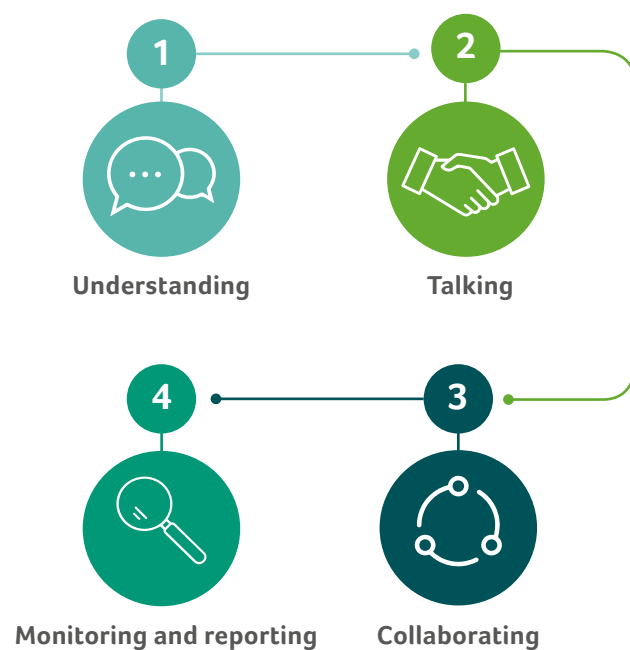 1
2
Understanding
Talking
4
3
Monitoring and reporting
Collaborating